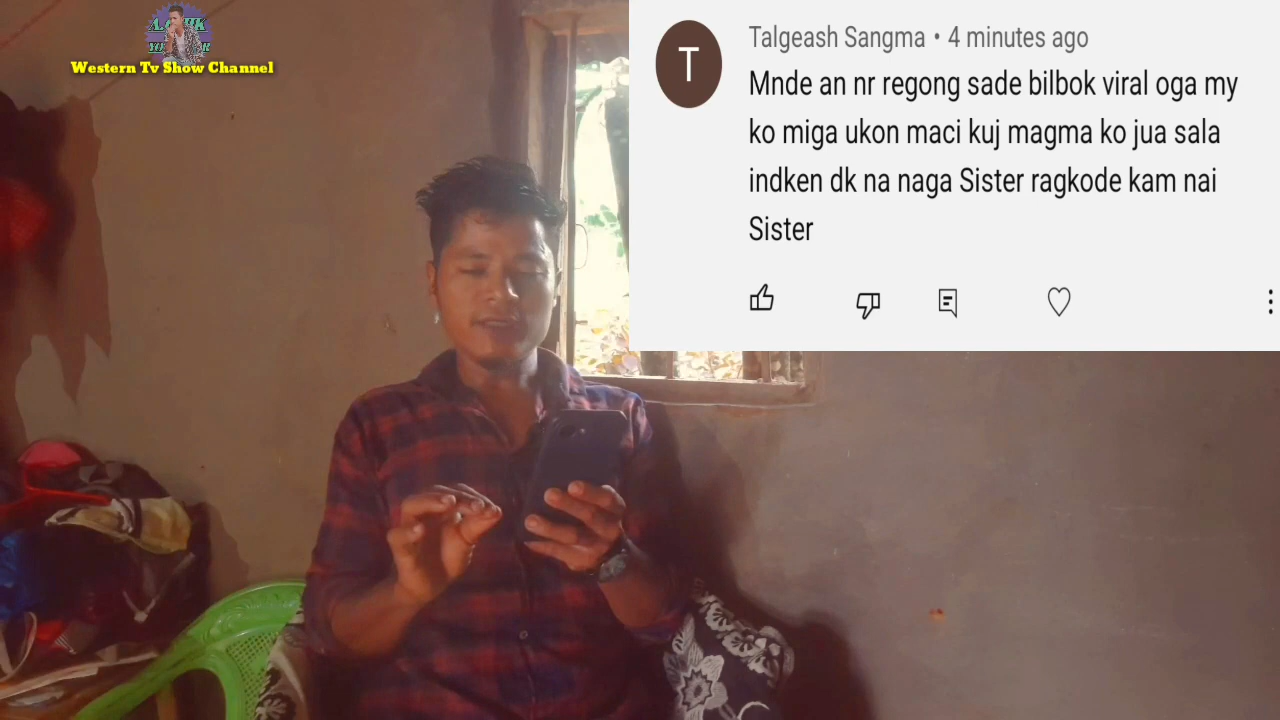 Western Tv Show Channel
Talgeash Sangma • 4 minutes ago
T
Mnde an nr regong sade bilbok viral oga my
ko miga ukon maci kuj magma ko jua sala
indken dk na naga Sister ragkode kam nai
Sister